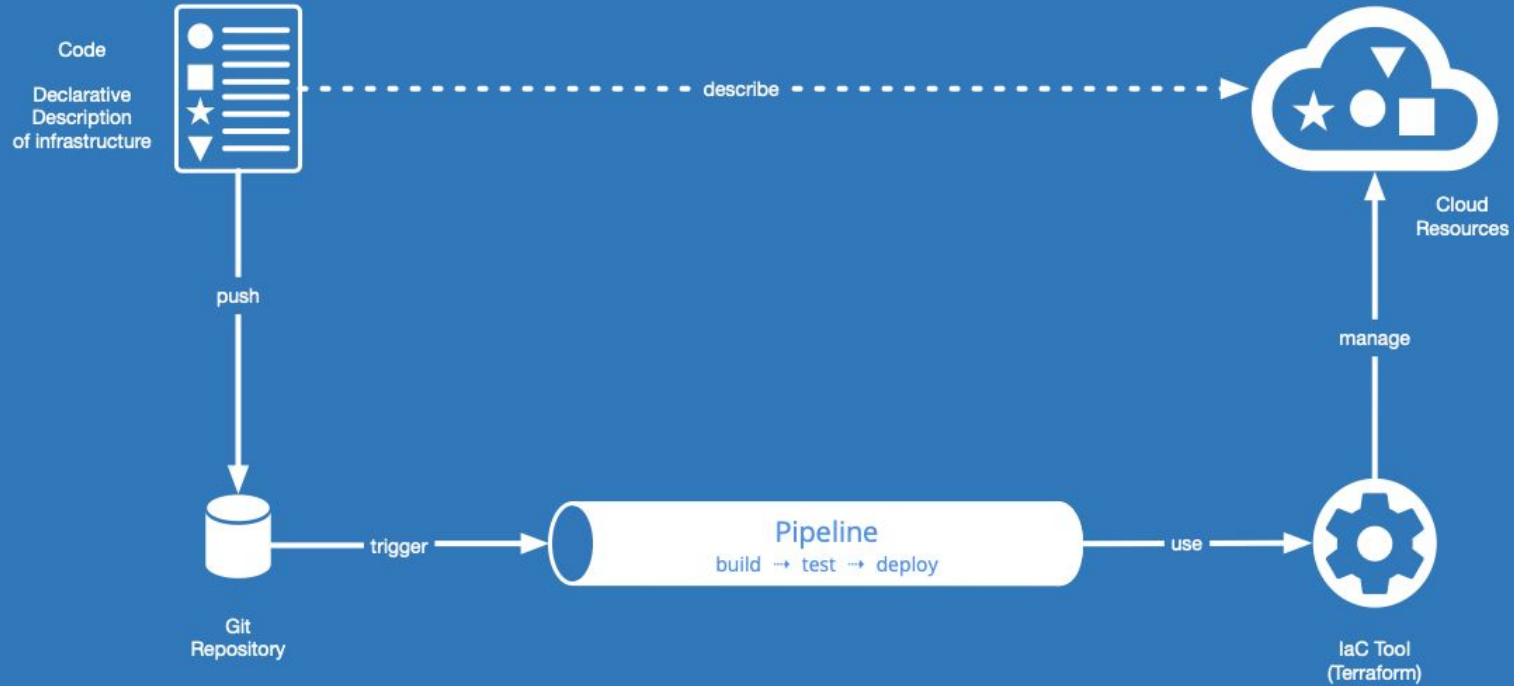 Code
Declarative
Description
of infrastructure
describe
Cloud
Resources
push
manage
trigger
Pipeline
build ⇢ test ⇢ deploy
use
Git
Repository
IaC Tool
(Terraform)